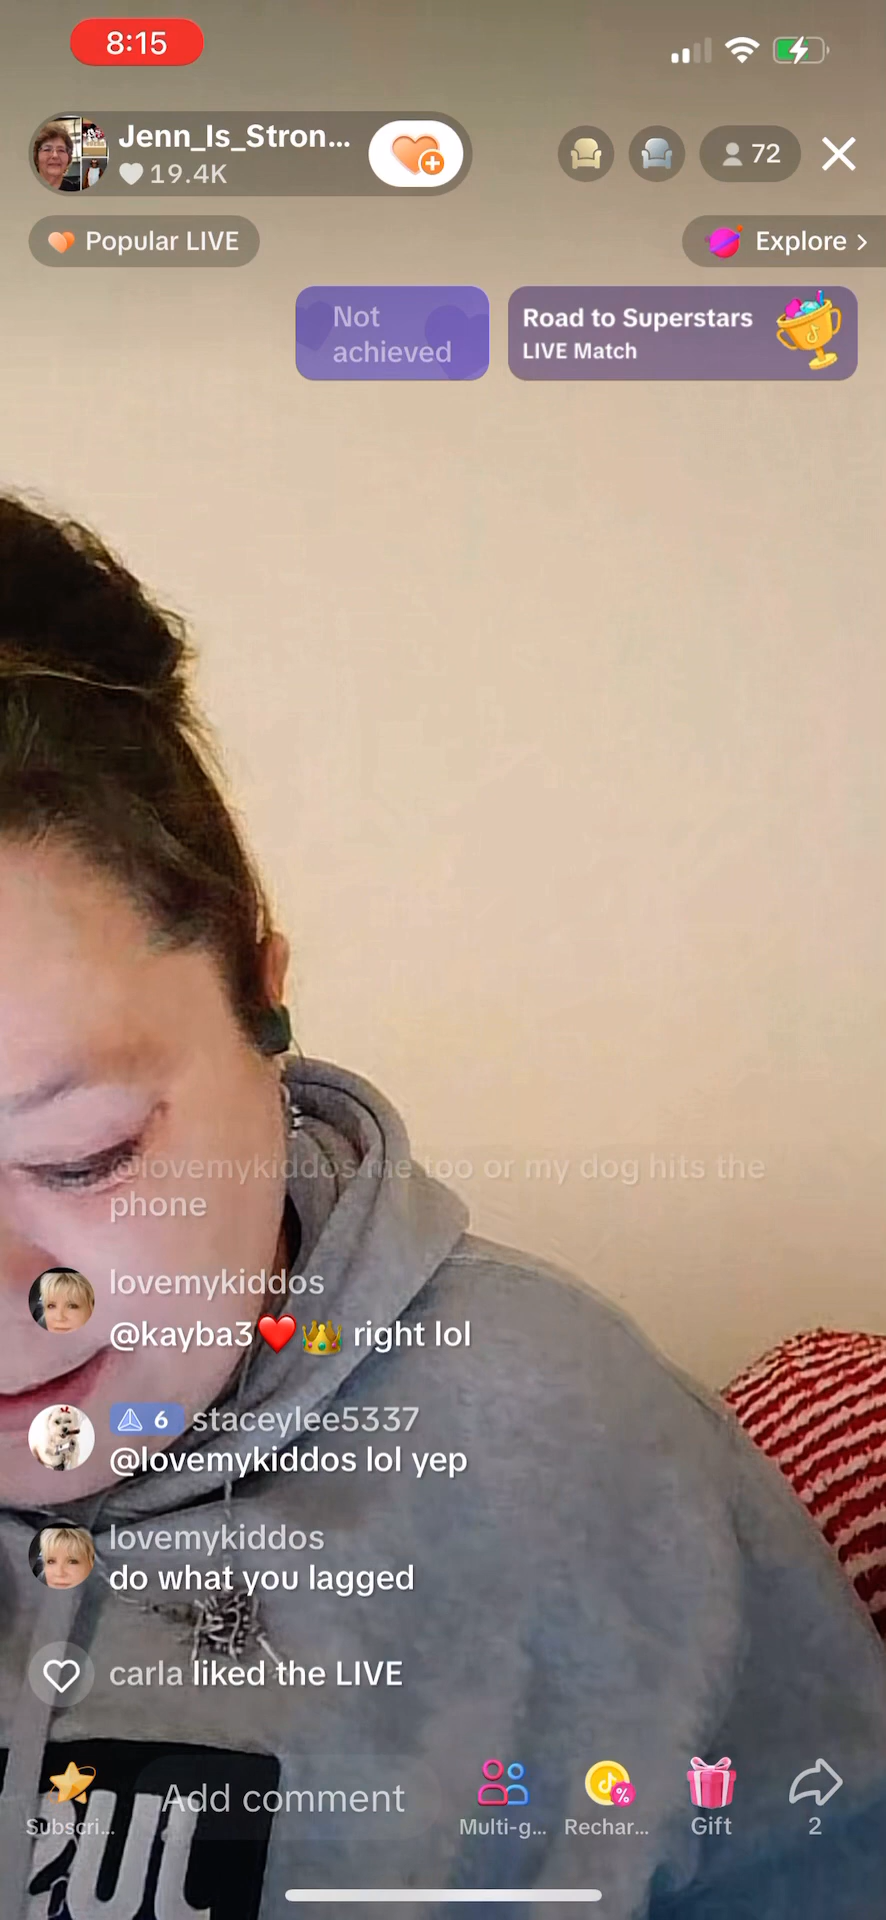 8:15
Jenn_Is_Stron...
19.4K
72
Popular LIVE
Explore >
Not
achieved
Road to Superstars
LIVE Match
@lovemykiddos me too or my dog hits the
phone
lovemykiddos
@kayba3❤️👑 right lol
6 staceylee5337
@lovemykiddos lol yep
lovemykiddos
do what you lagged
carla liked the LIVE
Add comment
Subscri...
Multi-g...
Rechar...
Gift
2